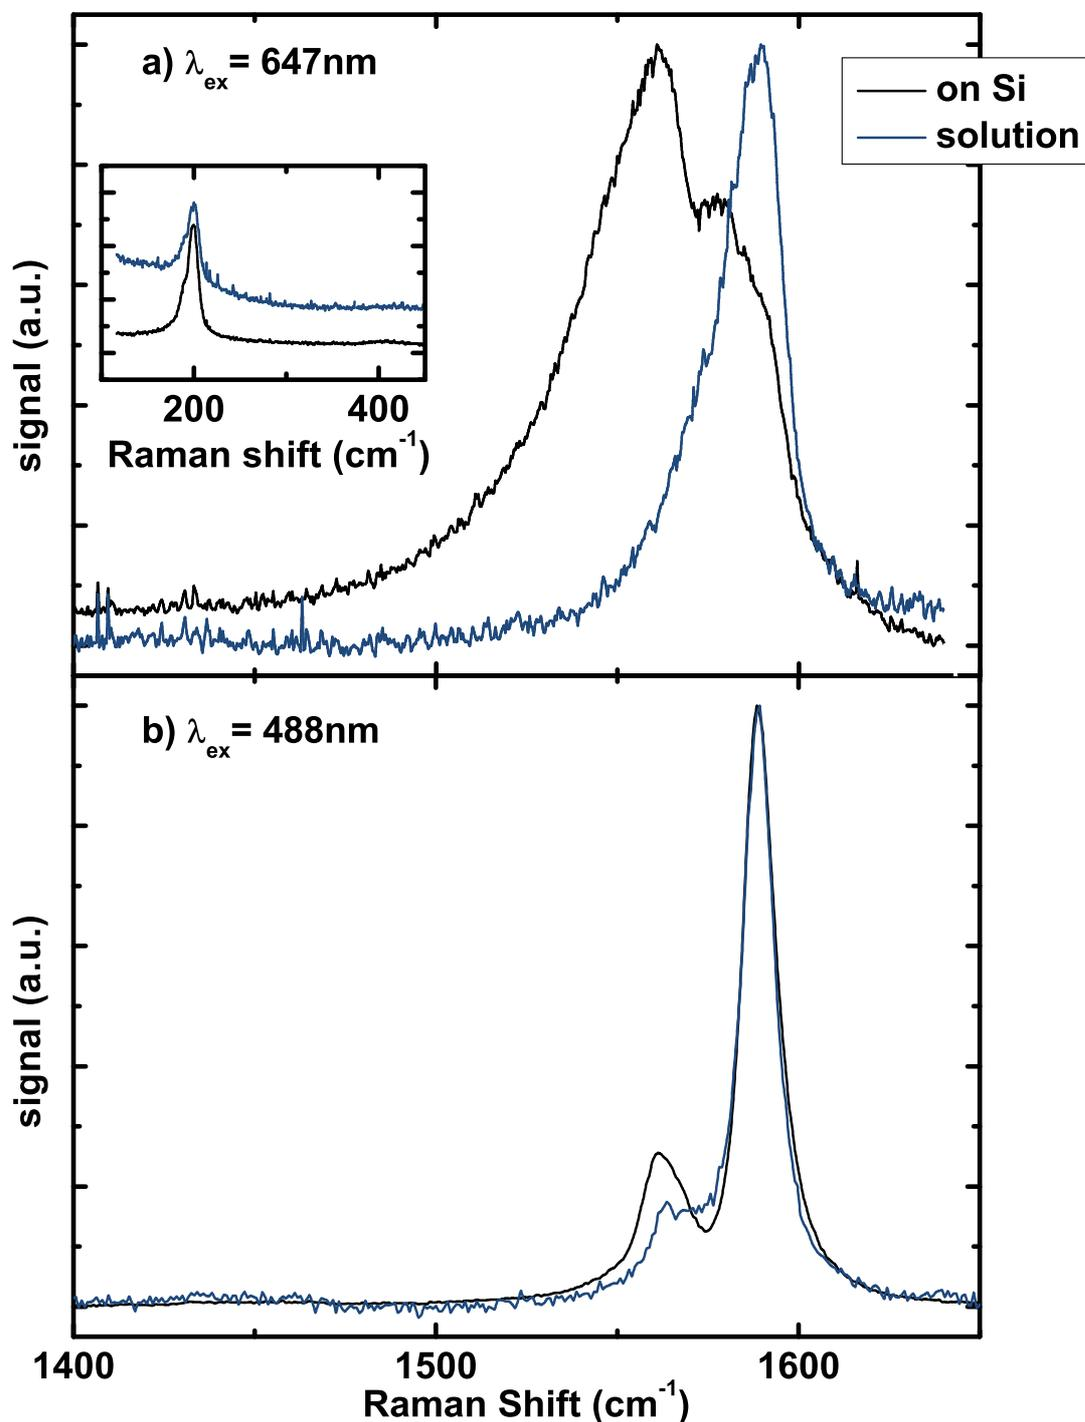 a) λex= 647nm
on Si
solution
signal (a.u.)
200 400
Raman shift (cm-1)
b) λex= 488nm
signal (a.u.)
1400 1500 1600
Raman Shift (cm-1)